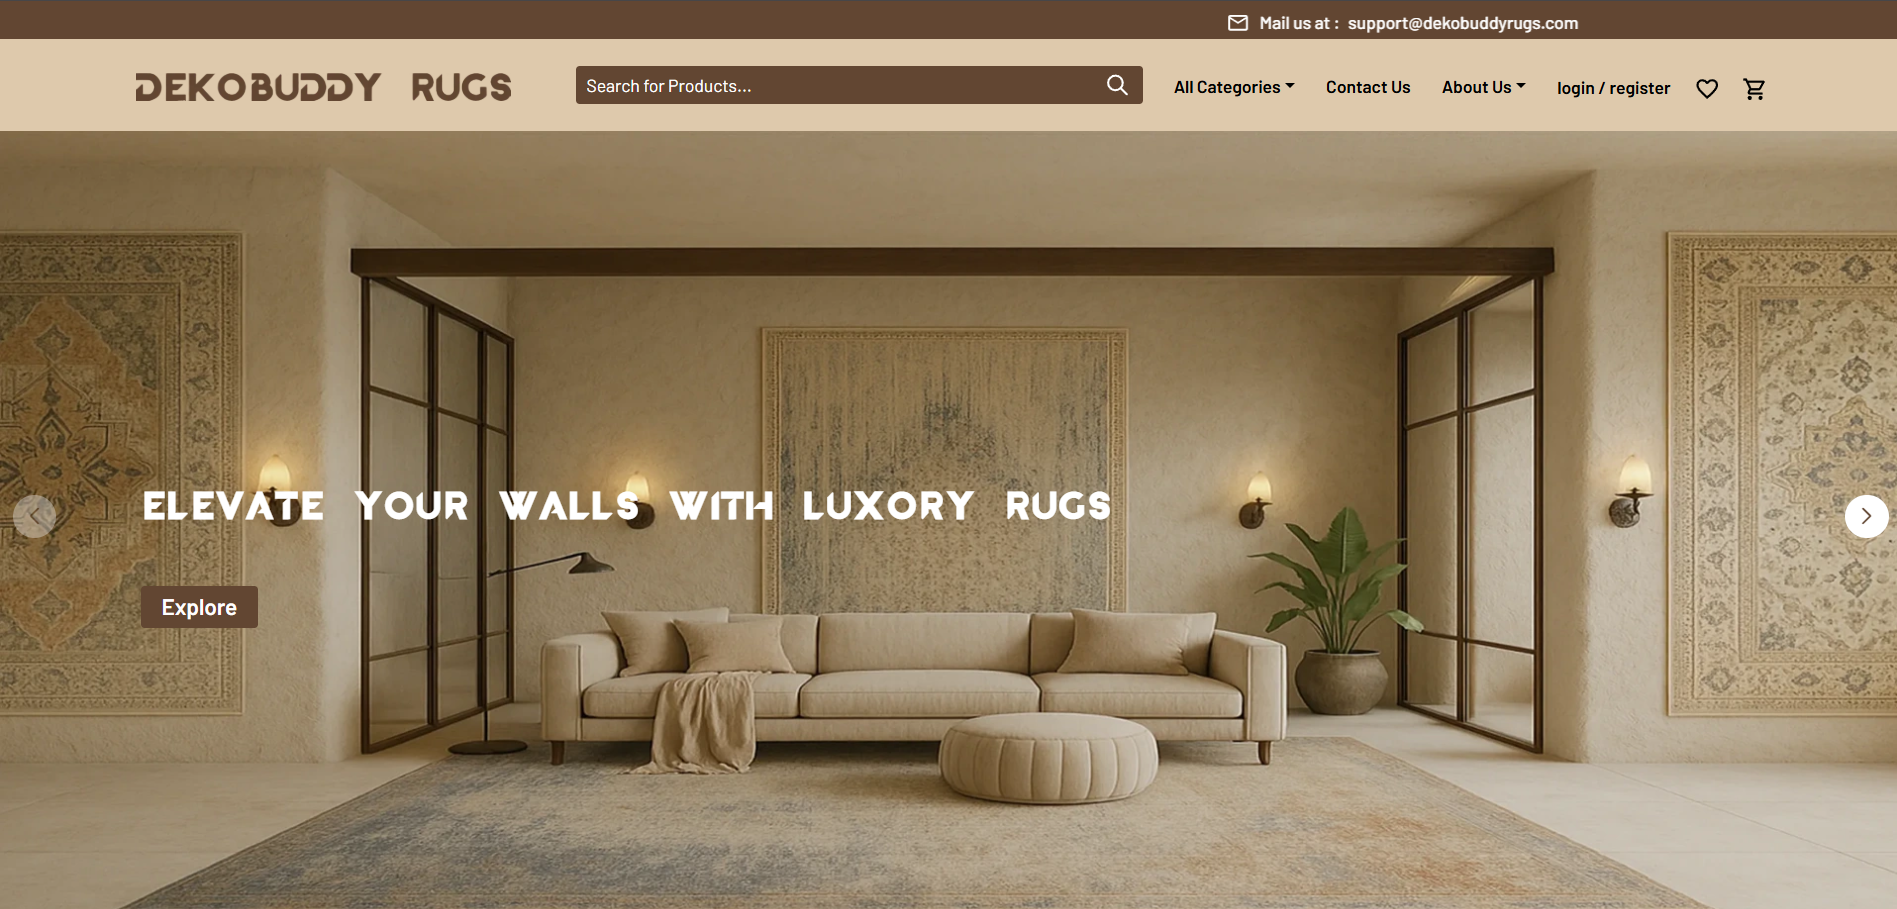 Mail us at : support@dekobuddyrugs.com
DEKOBUDDY RUGS
Search for Products...
All Categories
Contact Us
About Us
login / register
ELEVATE YOUR WALLS WITH LUXORY RUGS
Explore